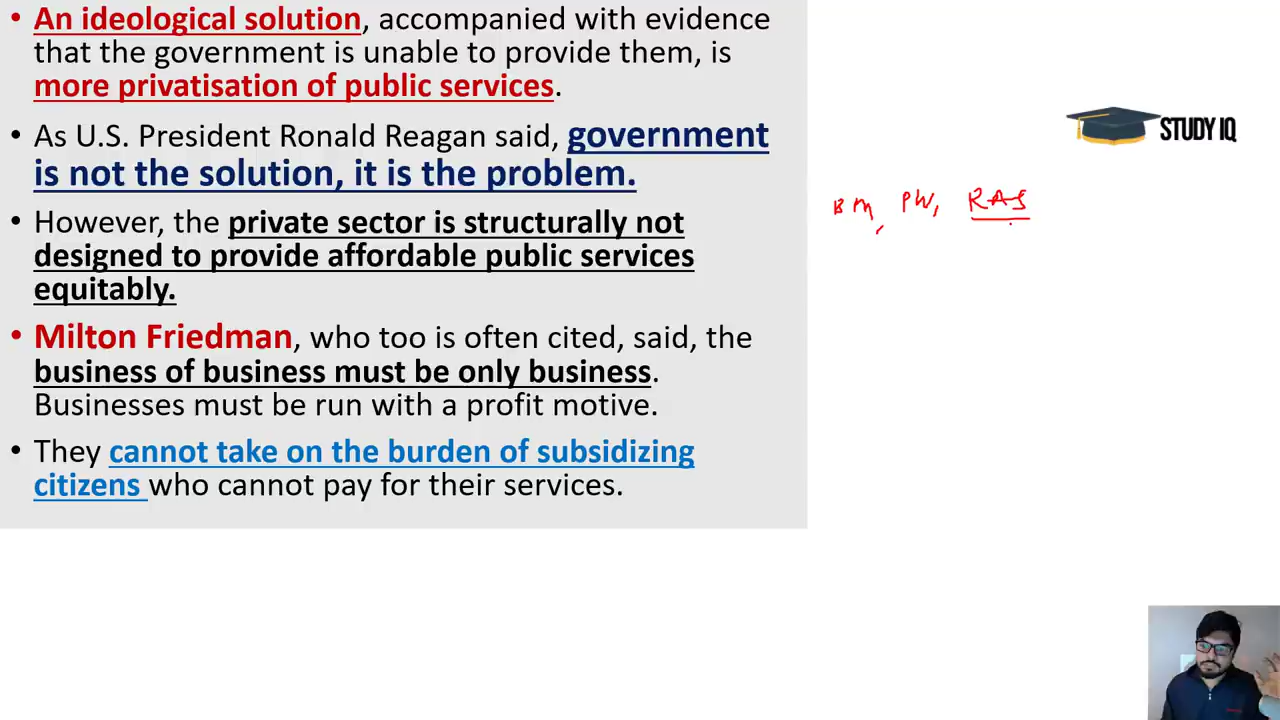 • An ideological solution, accompanied with evidence
that the government is unable to provide them, is
more privatisation of public services.
• As U.S. President Ronald Reagan said, government
is not the solution, it is the problem.
• However, the private sector is structurally not
designed to provide affordable public services
equitably.
• Milton Friedman, who too is often cited, said, the
business of business must be only business.
Businesses must be run with a profit motive.
• They cannot take on the burden of subsidizing
citizens who cannot pay for their services.
STUDY IQ
BM, PW, RAS